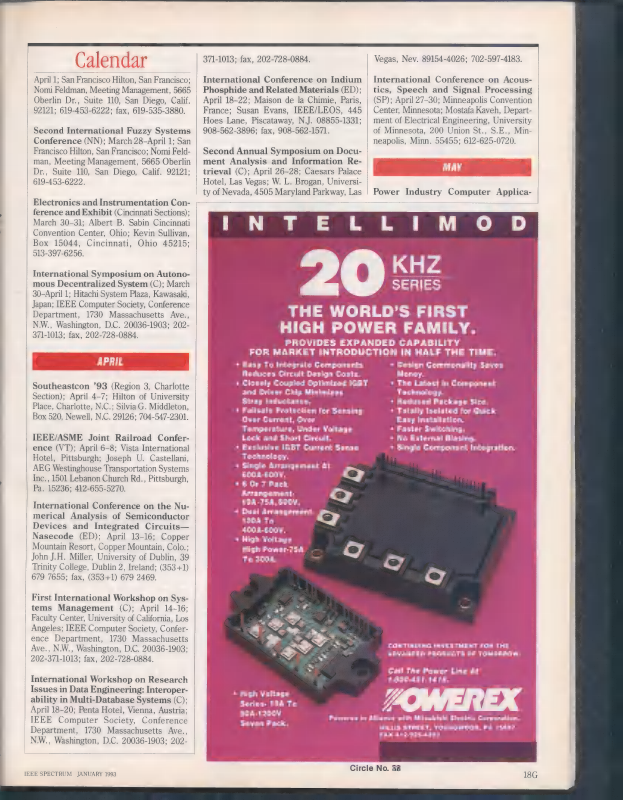 Calendar
April 1; San Francisco Hilton, San Francisco;
Nomi Feldman, Meeting Management, 5665
Oberlin Dr., Suite 110, San Diego, Calif.
92121; 619-453-6222; fax, 619-535-3880.
Second International Fuzzy Systems
Conference (NN); March 28-April 1; San
Francisco Hilton, San Francisco; Nomi Feld-
man, Meeting Management, 5665 Oberlin
Dr., Suite 110, San Diego, Calif. 92121;
619-453-6222.
Electronics and Instrumentation Con-
ference and Exhibit (Cincinnati Sections);
March 30-31; Albert B. Sabin Cincinnati
Convention Center, Ohio; Kevin Sullivan,
Box 15044, Cincinnati, Ohio 45215;
513-397-6256.
International Symposium on Autono-
mous Decentralized System (C); March
30-April 1; Hitachi System Plaza, Kawasaki,
Japan; IEEE Computer Society, Conference
Department, 1730 Massachusetts Ave.,
N.W., Washington, D.C. 20036-1903; 202-
371-1013; fax, 202-728-0884.
APRIL
Southeastcon '93 (Region 3, Charlotte
Section); April 4-7; Hilton of University
Place, Charlotte, N.C.; Silvia G. Middleton,
Box 520, Newell, N.C. 29126; 704-547-2301.
IEEE/ASME Joint Railroad Confer-
ence (VT); April 6-8; Vista International
Hotel, Pittsburgh; Joseph U. Castellani,
AEG Westinghouse Transportation Systems
Inc., 1501 Lebanon Church Rd., Pittsburgh,
Pa. 15236; 412-655-5270.
International Conference on the Nu-
merical Analysis of Semiconductor
Devices and Integrated Circuits—
Nasecode (ED); April 13-16; Copper
Mountain Resort, Copper Mountain, Colo.;
John J.H. Miller, University of Dublin, 39
Trinity College, Dublin 2, Ireland; (353+1)
679 7655; fax, (353+1) 679 2469.
First International Workshop on Sys-
tems Management (C); April 14-16;
Faculty Center, University of California, Los
Angeles; IEEE Computer Society, Confer-
ence Department, 1730 Massachusetts
Ave., N.W., Washington, D.C. 20036-1903;
202-371-1013; fax, 202-728-0884.
International Workshop on Research
Issues in Data Engineering: Interoper-
ability in Multi-Database Systems (C);
April 18-20; Penta Hotel, Vienna, Austria;
IEEE Computer Society, Conference
Department, 1730 Massachusetts Ave.,
N.W., Washington, D.C. 20036-1903; 202-
371-1013; fax, 202-728-0884.
International Conference on Indium
Phosphide and Related Materials (ED);
April 18-22; Maison de la Chimie, Paris,
France; Susan Evans, IEEE/LEOS, 445
Hoes Lane, Piscataway, N.J. 08855-1331;
908-562-3896; fax, 908-562-1571.
Second Annual Symposium on Docu-
ment Analysis and Information Re-
trieval (C); April 26-28; Caesars Palace
Hotel, Las Vegas; W. L. Brogan, Universi-
ty of Nevada, 4505 Maryland Parkway, Las
Vegas, Nev. 89154-4026; 702-597-4183.
International Conference on Acous-
tics, Speech and Signal Processing
(SP); April 27-30; Minneapolis Convention
Center, Minnesota; Mostafa Kaveh, Depart-
ment of Electrical Engineering, University
of Minnesota, 200 Union St., S.E., Min-
neapolis, Minn. 55455; 612-625-0720.
MAY
Power Industry Computer Applica-
INTELLIMOD
20 KHZ
SERIES
THE WORLD'S FIRST
HIGH POWER FAMILY.
PROVIDES EXPANDED CAPABILITY
FOR MARKET INTRODUCTION IN HALF THE TIME.
• Easy To Integrate Components
Reduces Circuit Design Costs.
• Closely Coupled Optimized IGBT
and Driver Chip Minimizes
Stray Inductance.
• Failsafe Protection for Sensing
Over Current, Over
Temperature, Under Voltage
Lock and Short Circuit.
• Exclusive IGBT Current Sense
Technology.
• Single Arrangement At
600A-600V.
• 6 Or 7 Pack
Arrangement
10A-75A, 600V.
• Dual Arrangement
150A To
400A-600V.
• High Voltage
High Power-75A
To 300A.
• Design Commonality Saves
Money.
• The Latest in Component
Technology.
• Reduced Package Size.
• Totally Isolated for Quick
Easy Installation.
• Faster Switching.
• No External Biasing.
• Single Component Integration.
• High Voltage
Series- 10A To
50A-1200V
Seven Pack.
CONTINUING INVESTMENT FOR THE
ADVANCED PRODUCTS OF TOMORROW.
Call The Power Line At
POWEREX
Powerex in Alliance with Mitsubishi Electric Corporation.
HILLIS STREET, YOUNGWOOD, PA 15697
Circle No. 38
IEEE SPECTRUM JANUARY 1993
18G